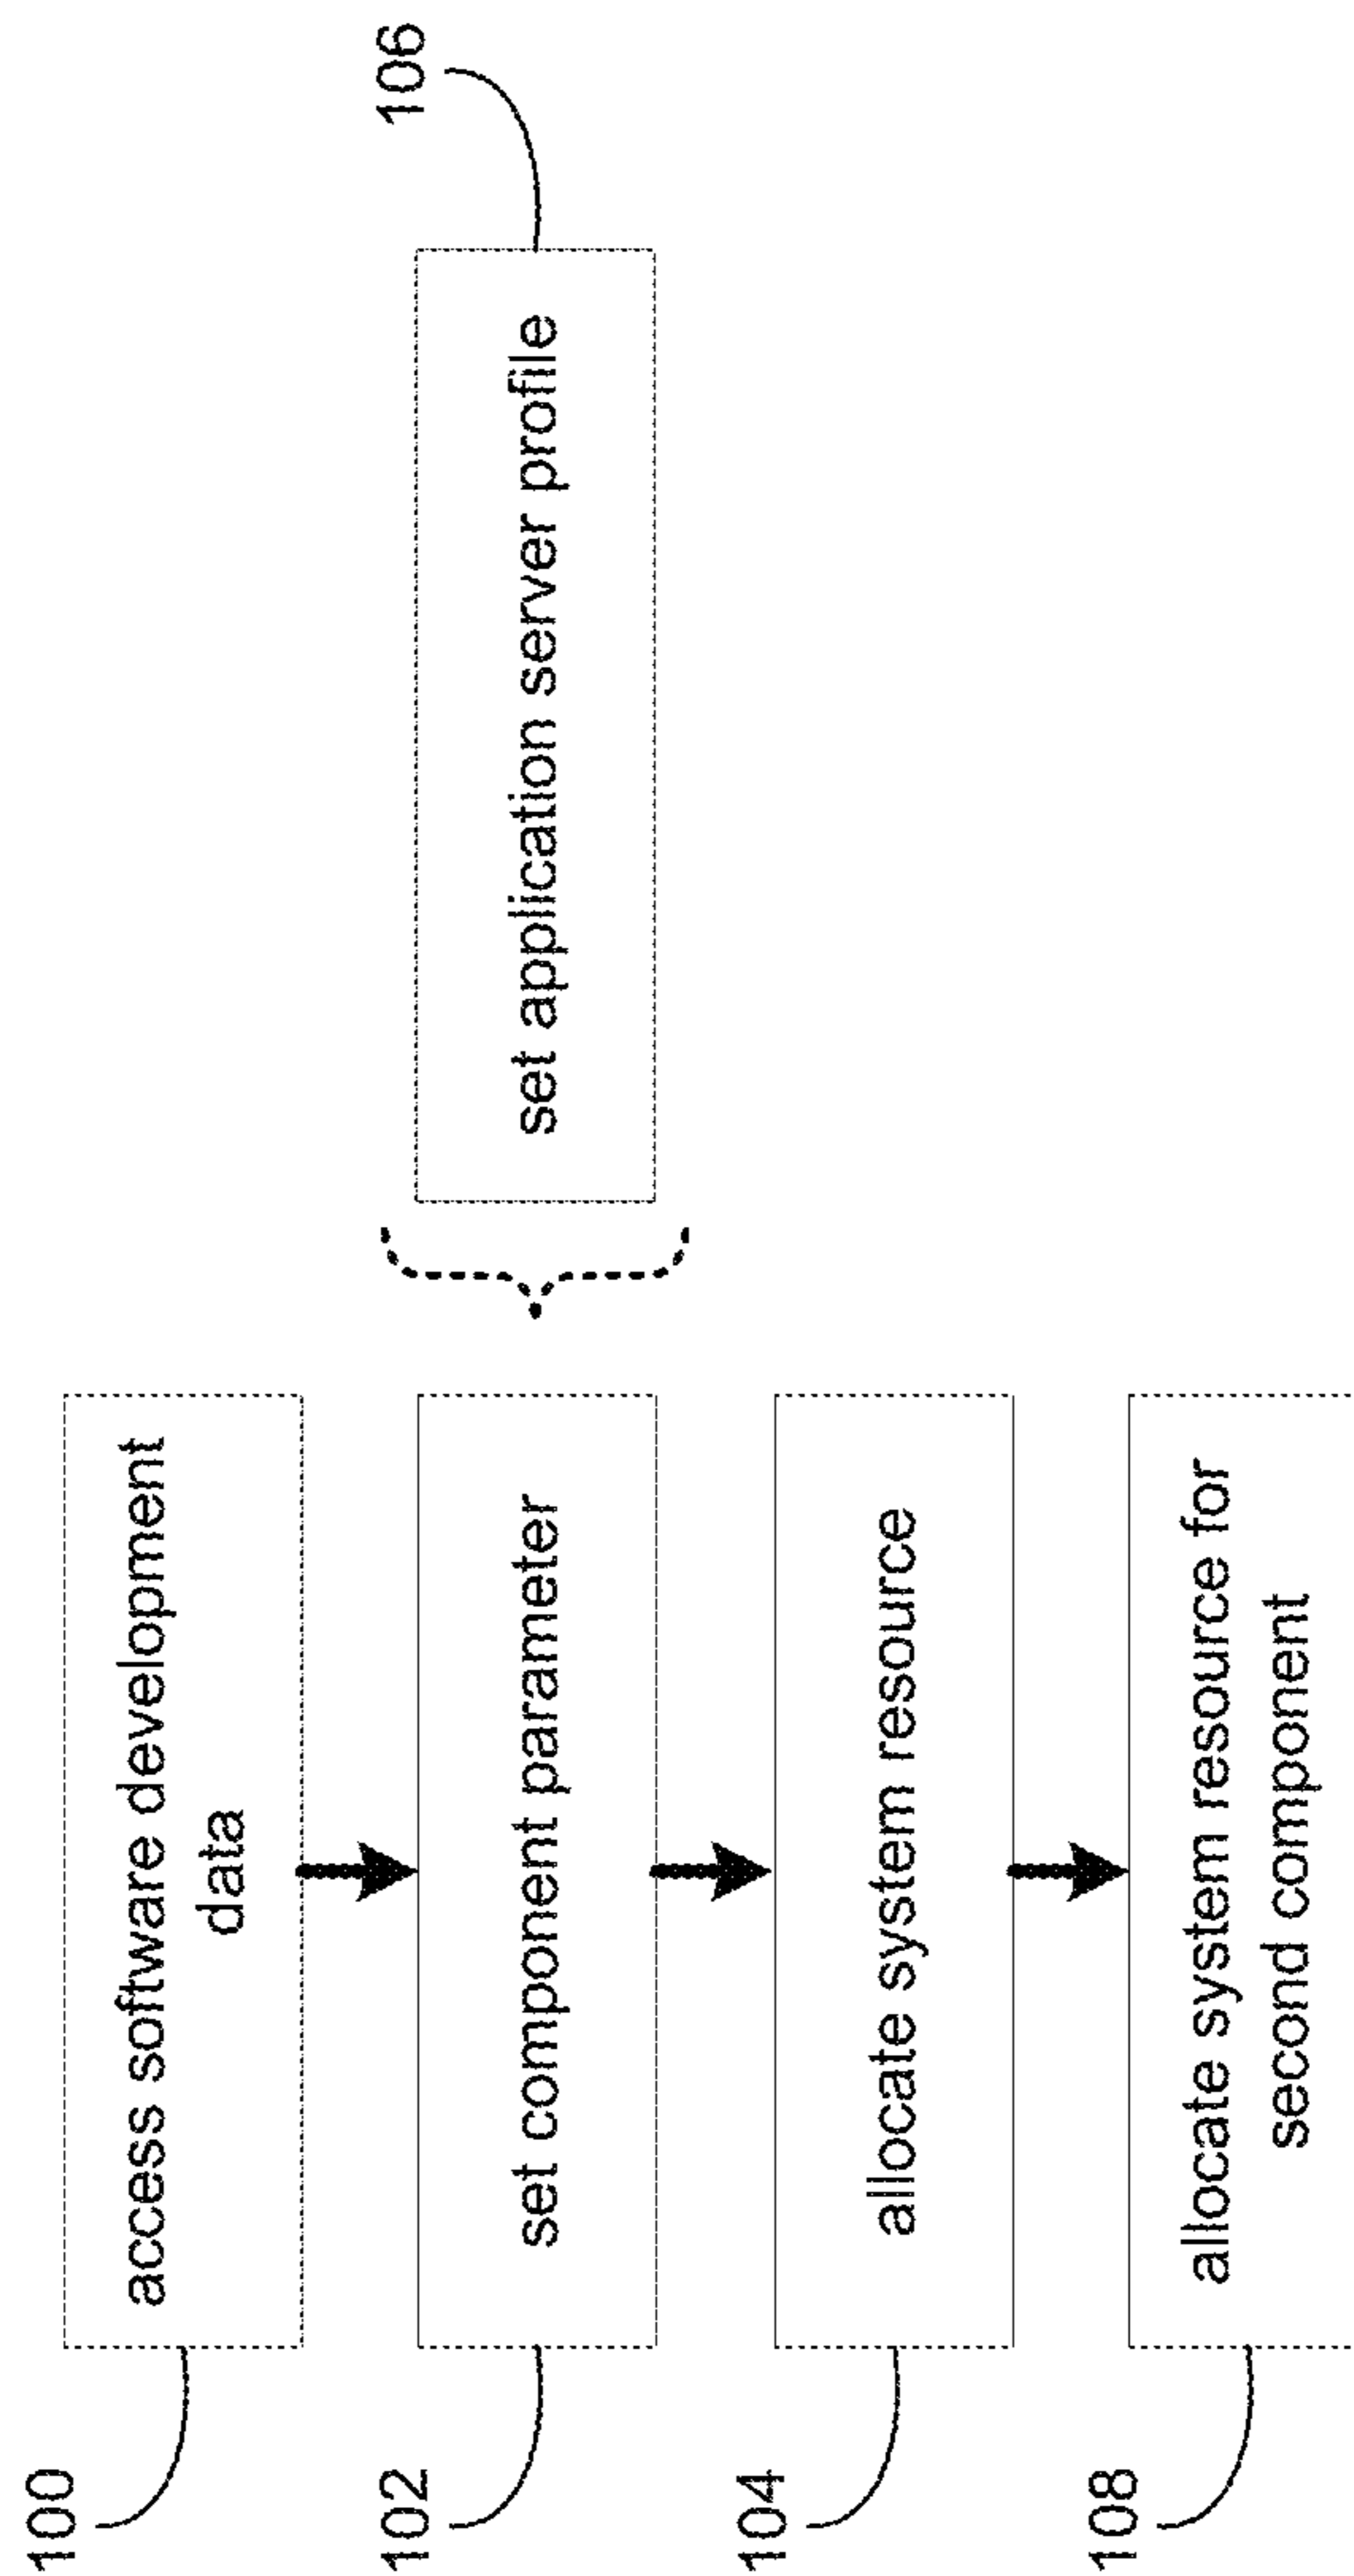 100
access software development
data
102
set component parameter
106
set application server profile
104
allocate system resource
108
allocate system resource for
second component